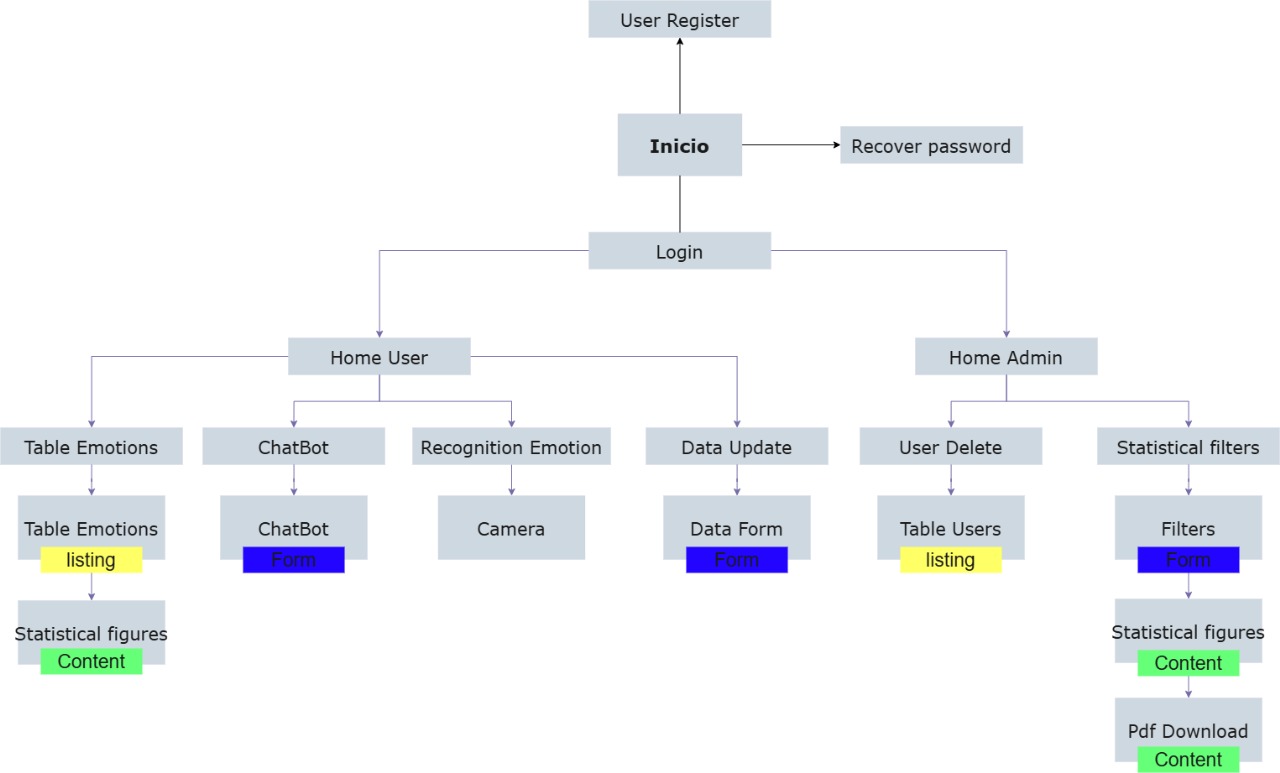 User Register
Inicio
Recover password
Login
Home User
Home Admin
Table Emotions
ChatBot
Recognition Emotion
Data Update
User Delete
Statistical filters
Table Emotions
listing
ChatBot
Form
Camera
Data Form
Form
Table Users
listing
Filters
Form
Statistical figures
Content
Statistical figures
Content
Pdf Download
Content